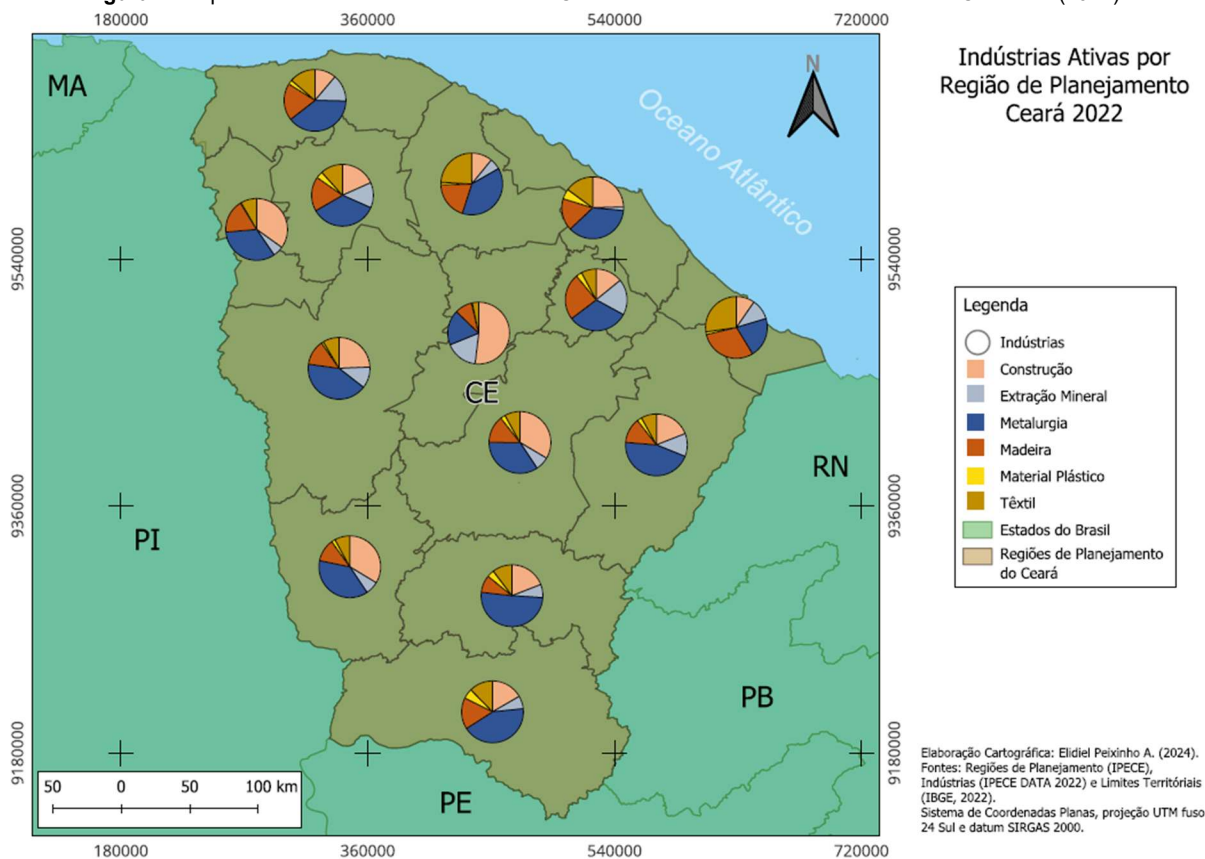 180000 360000 540000 720000
MA
N
Oceano Atlântico
Indústrias Ativas por
Região de Planejamento
Ceará 2022
9540000 9540000
CE
RN
9360000 9360000
PI
PB
9180000 9180000
PE
50 0 50 100 km
180000 360000 540000 720000
Legenda
Indústrias
Construção
Extração Mineral
Metalurgia
Madeira
Material Plástico
Têxtil
Estados do Brasil
Regiões de Planejamento
do Ceará
Elaboração Cartográfica: Elidiel Peixinho A. (2024).
Fontes: Regiões de Planejamento (IPECE),
Indústrias (IPECE DATA 2022) e Limites Territóriais
(IBGE, 2022).
Sistema de Coordenadas Planas, projeção UTM fuso
24 Sul e datum SIRGAS 2000.